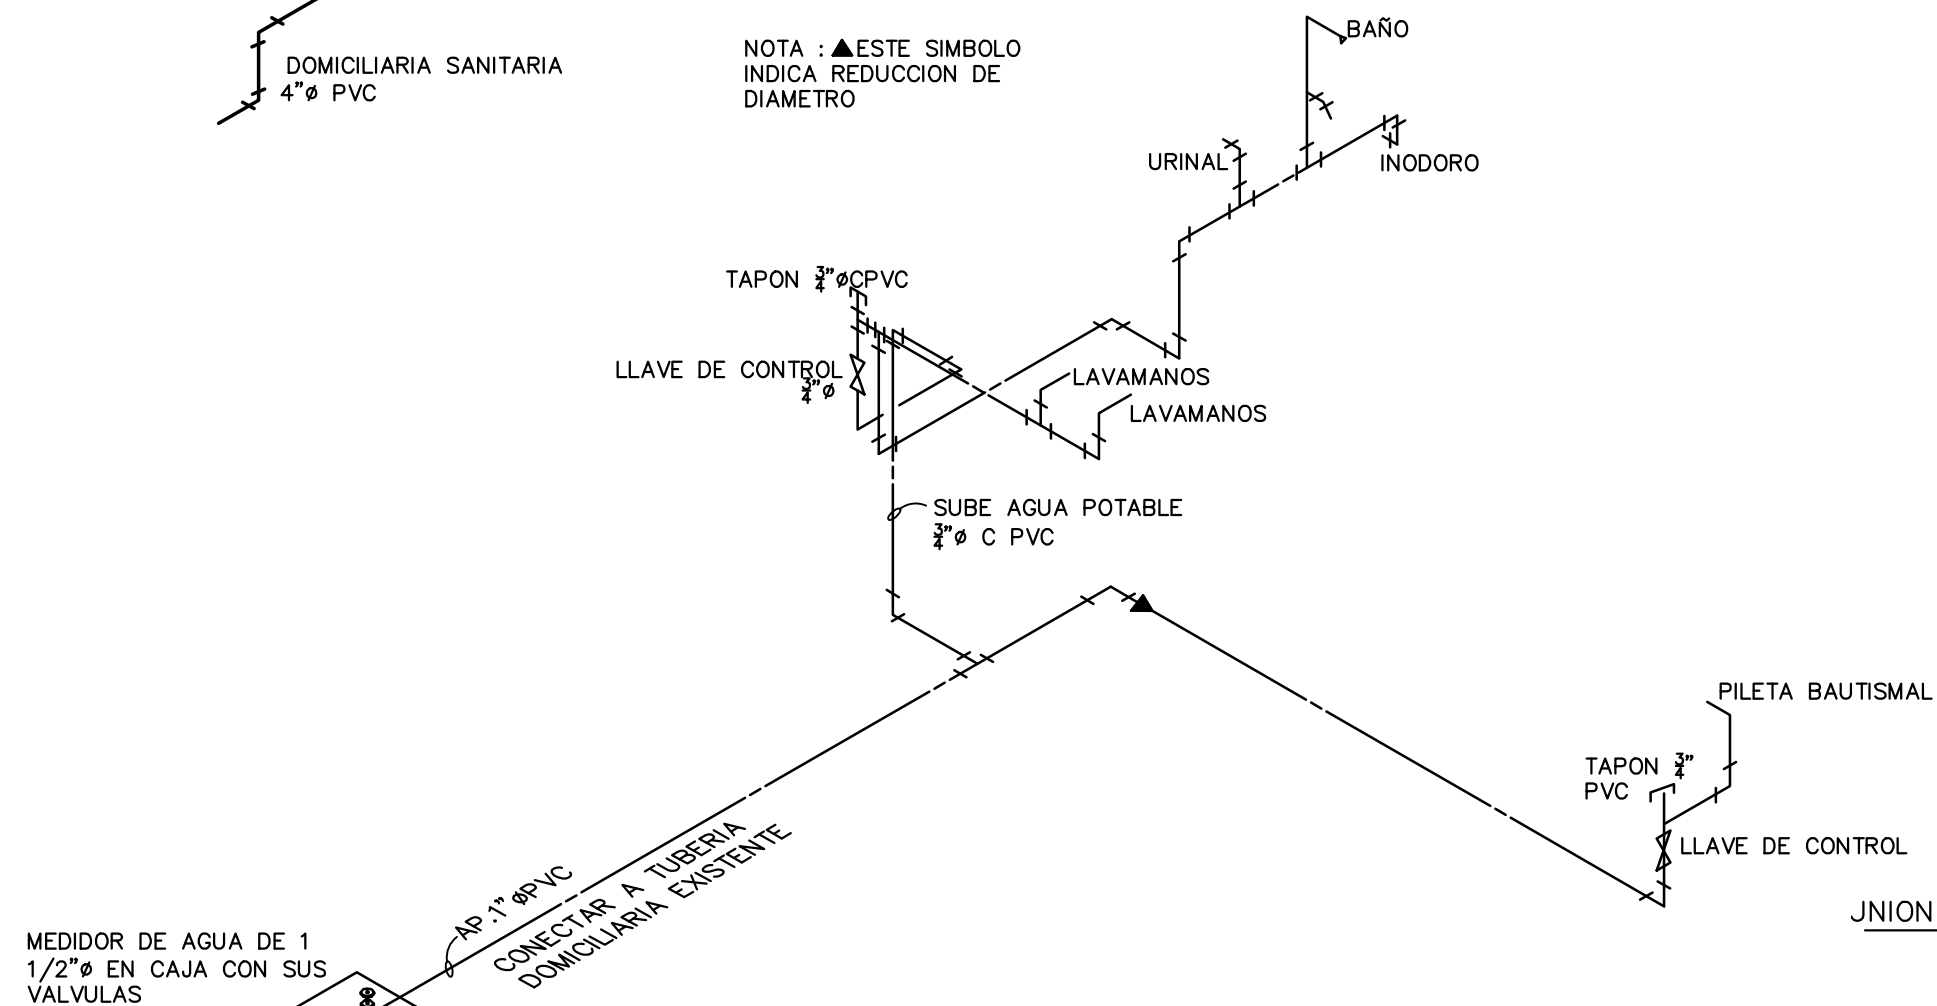 BAÑO
NOTA : ▲ESTE SIMBOLO
INDICA REDUCCION DE
DIAMETRO
DOMICILIARIA SANITARIA
4"ø PVC
URINAL
INODORO
TAPON 3/4"øCPVC
LLAVE DE CONTROL
3/4"ø
LAVAMANOS
LAVAMANOS
SUBE AGUA POTABLE
3/4"ø C PVC
PILETA BAUTISMAL
TAPON 3/4"
PVC
LLAVE DE CONTROL
AP.1" øPVC
CONECTAR A TUBERIA
DOMICILIARIA EXISTENTE
JNION
MEDIDOR DE AGUA DE 1
1/2"ø EN CAJA CON SUS
VALVULAS